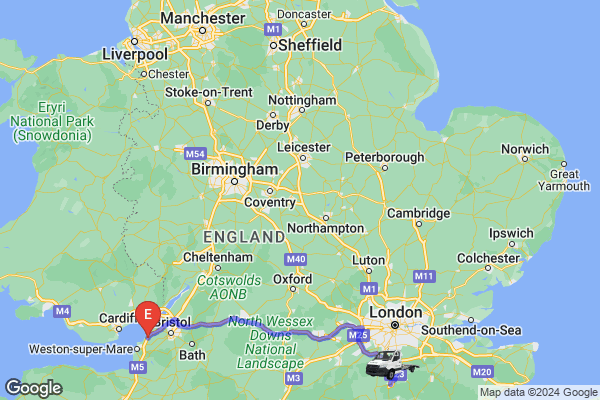 Doncaster
Manchester
M1
Liverpool
Sheffield
Chester
Stoke-on-Trent
Eryri
National Park
(Snowdonia)
Nottingham
Derby
Leicester
M54
Peterborough
Norwich
Birmingham
Great
Yarmouth
Coventry
Cambridge
Northampton
ENGLAND
Ipswich
M40
Cheltenham
Luton
M11
Colchester
Cotswolds
AONB
Oxford
M1
M4
E
Cardiff
Bristol
North Wessex
Downs
National
Landscape
London
M25
Southend-on-Sea
Weston-super-Mare
Bath
M5
M3
M20
Google
Google
Map data ©2024 Google